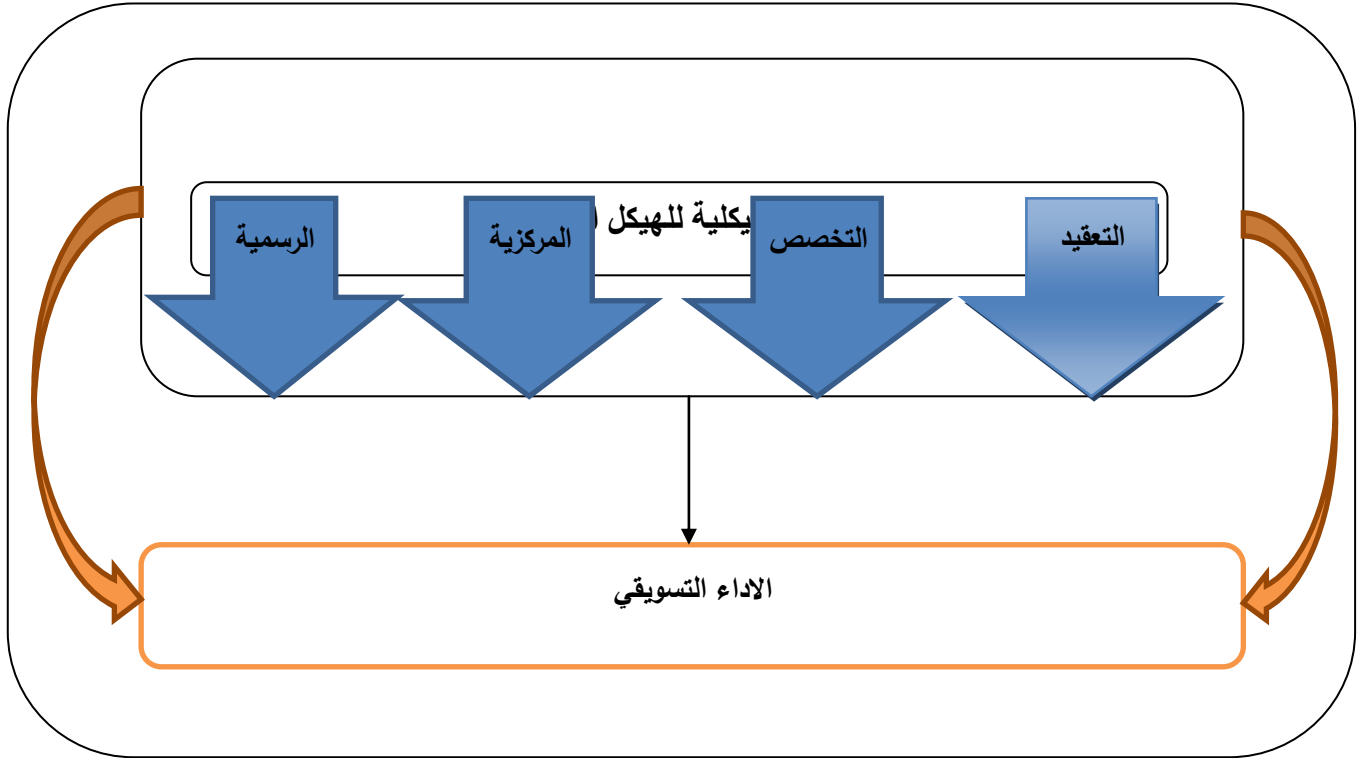 يكلية للهيكل
التعقيد
التخصص
المركزية
الرسمية
الاداء التسويقي